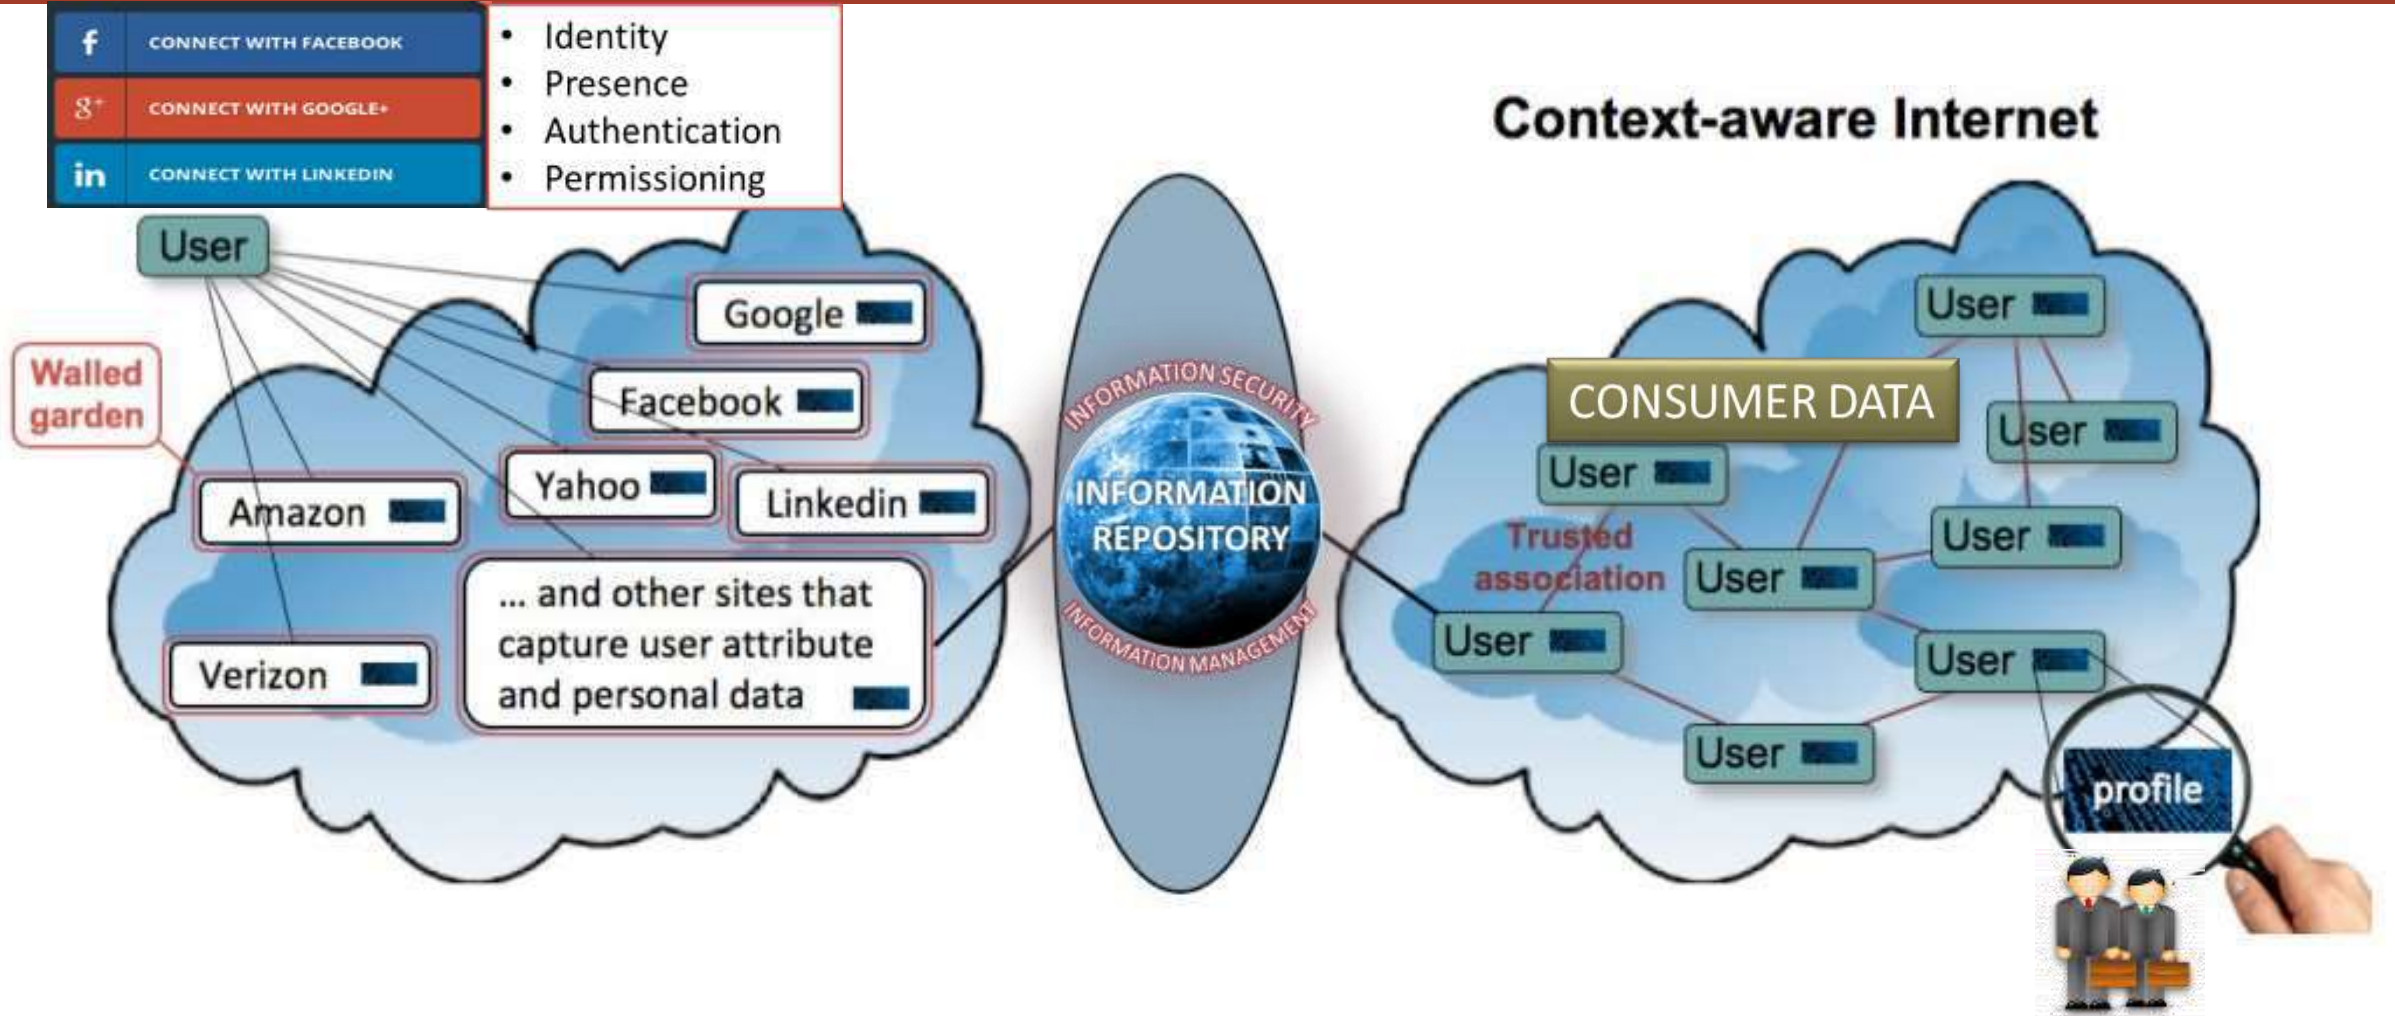 f CONNECT WITH FACEBOOK
g+ CONNECT WITH GOOGLE+
in CONNECT WITH LINKEDIN
• Identity
• Presence
• Authentication
• Permissioning
User
Walled
garden
Google
Facebook
Yahoo
Linkedin
Amazon
Verizon
... and other sites that
capture user attribute
and personal data
INFORMATION SECURITY
INFORMATION
REPOSITORY
INFORMATION MANAGEMENT
Context-aware Internet
User
CONSUMER DATA
User
User
User
Trusted
association
User
User
User
User
profile